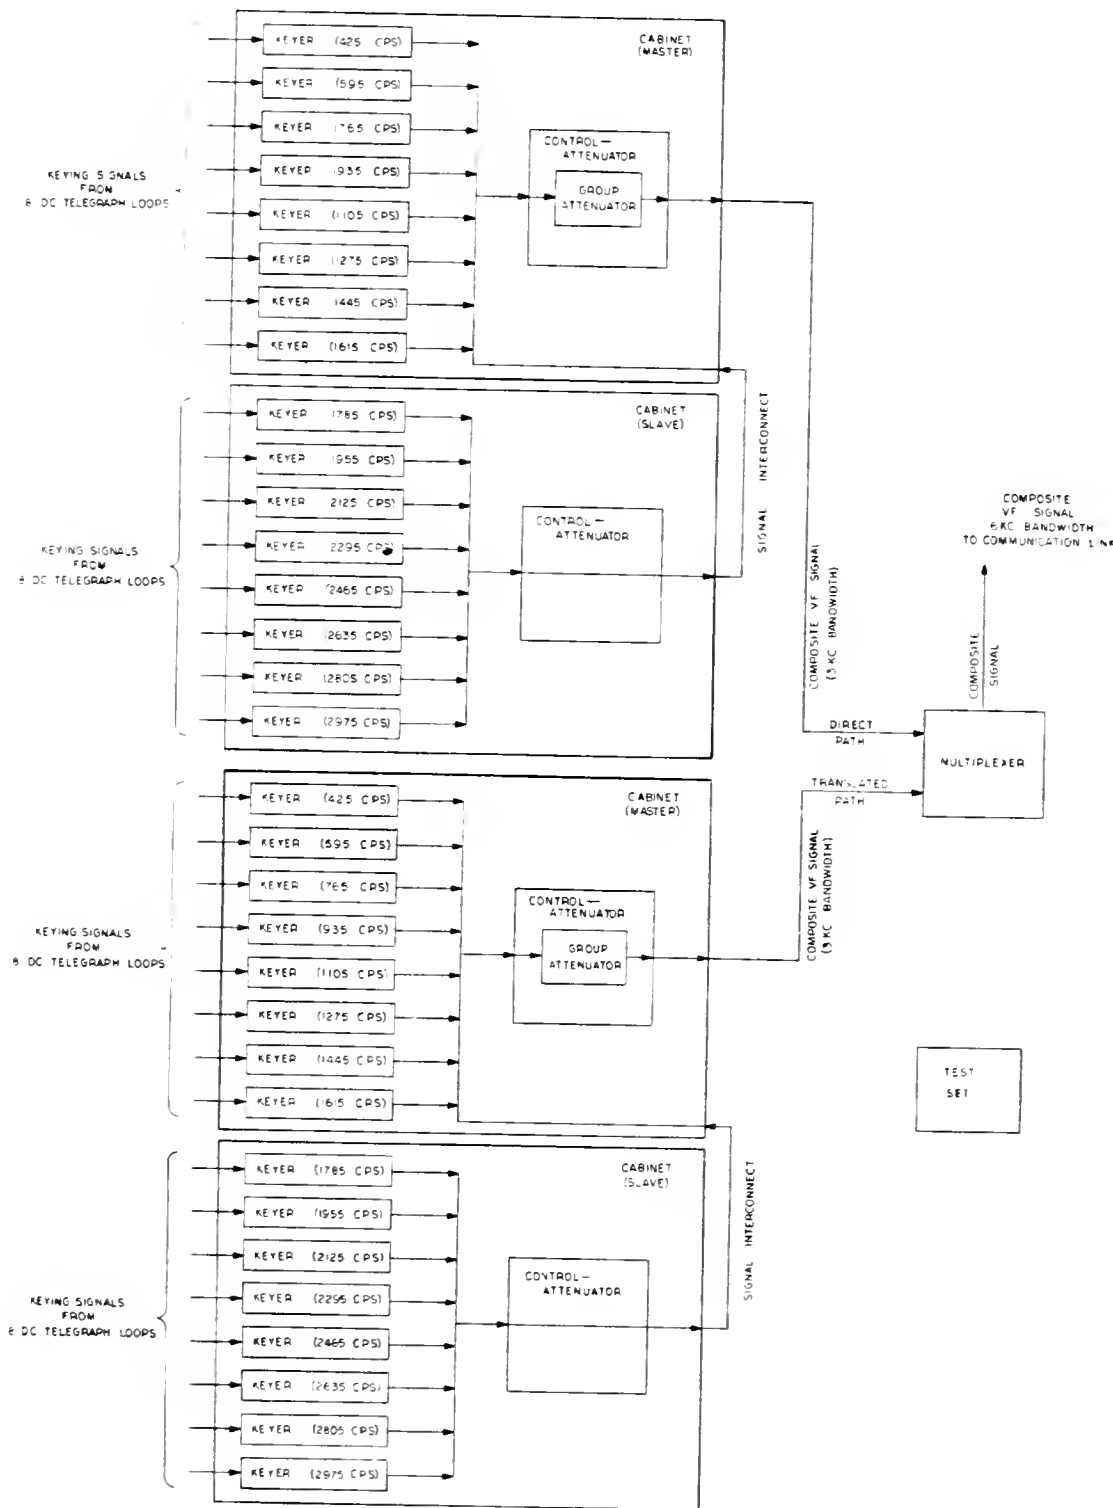 KEYER (425 CPS)
KEYER (595 CPS)
KEYER (765 CPS)
KEYER (935 CPS)
KEYER (1105 CPS)
KEYER (1275 CPS)
KEYER (1445 CPS)
KEYER (1615 CPS)
CABINET
(MASTER)
CONTROL-
ATTENUATOR
GROUP
ATTENUATOR
KEYING SIGNALS
FROM
8 DC TELEGRAPH LOOPS
KEYER 1785 CPS)
KEYER 1955 CPS)
KEYER 2125 CPS)
KEYER 2295 CPS)
KEYER (2465 CPS)
KEYER (2635 CPS)
KEYER (2805 CPS)
KEYER (2975 CPS)
CABINET
(SLAVE)
CONTROL-
ATTENUATOR
KEYING SIGNALS
FROM
8 DC TELEGRAPH LOOPS
SIGNAL INTERCONNECT
COMPOSITE VF SIGNAL
(3 KC BANDWIDTH)
COMPOSITE
VF SIGNAL
6 KC BANDWIDTH
TO COMMUNICATION LINK
COMPOSITE
SIGNAL
DIRECT
PATH
MULTIPLEXER
TRANSLATED
PATH
COMPOSITE VF SIGNAL
(3 KC BANDWIDTH)
KEYER (425 CPS)
KEYER (595 CPS)
KEYER (765 CPS)
KEYER (935 CPS)
KEYER (1105 CPS)
KEYER (1275 CPS)
KEYER (1445 CPS)
KEYER (1615 CPS)
CABINET
(MASTER)
CONTROL-
ATTENUATOR
GROUP
ATTENUATOR
KEYING SIGNALS
FROM
8 DC TELEGRAPH LOOPS
TEST
SET
KEYER (1785 CPS)
KEYER (1955 CPS)
KEYER (2125 CPS)
KEYER (2295 CPS)
KEYER (2465 CPS)
KEYER (2635 CPS)
KEYER (2805 CPS)
KEYER (2975 CPS)
CABINET
(SLAVE)
CONTROL-
ATTENUATOR
KEYING SIGNALS
FROM
8 DC TELEGRAPH LOOPS
SIGNAL INTERCONNECT